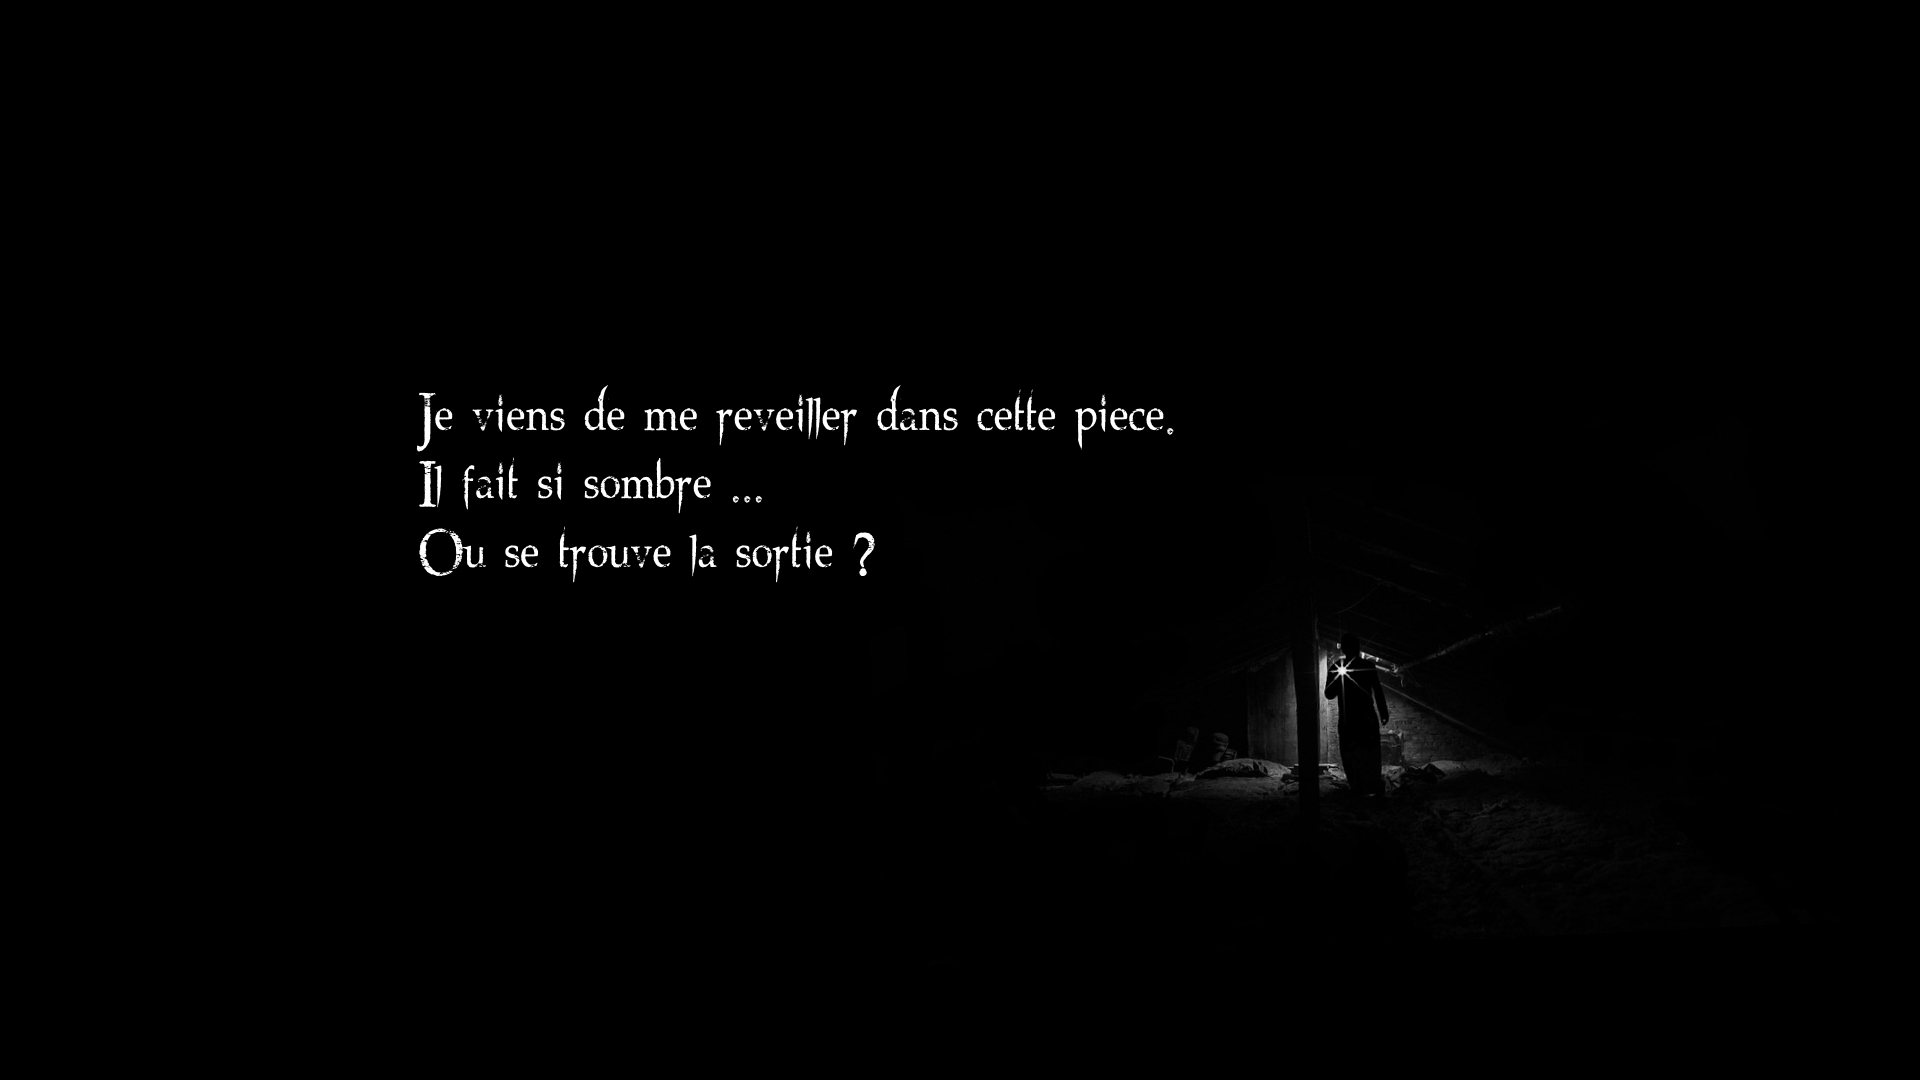 Je viens de me reveiller dans cette piece.
Il fait si sombre ...
Ou se trouve la sortie ?